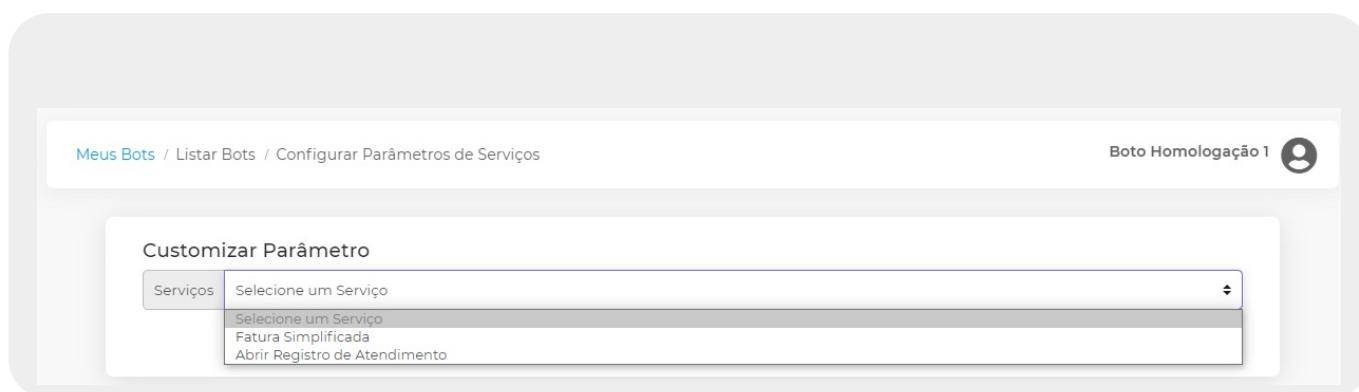 Meus Bots / Listar Bots / Configurar Parâmetros de Serviços
Boto Homologação 1
Customizar Parâmetro
Serviços
Selecione um Serviço
Selecione um Serviço
Fatura Simplificada
Abrir Registro de Atendimento